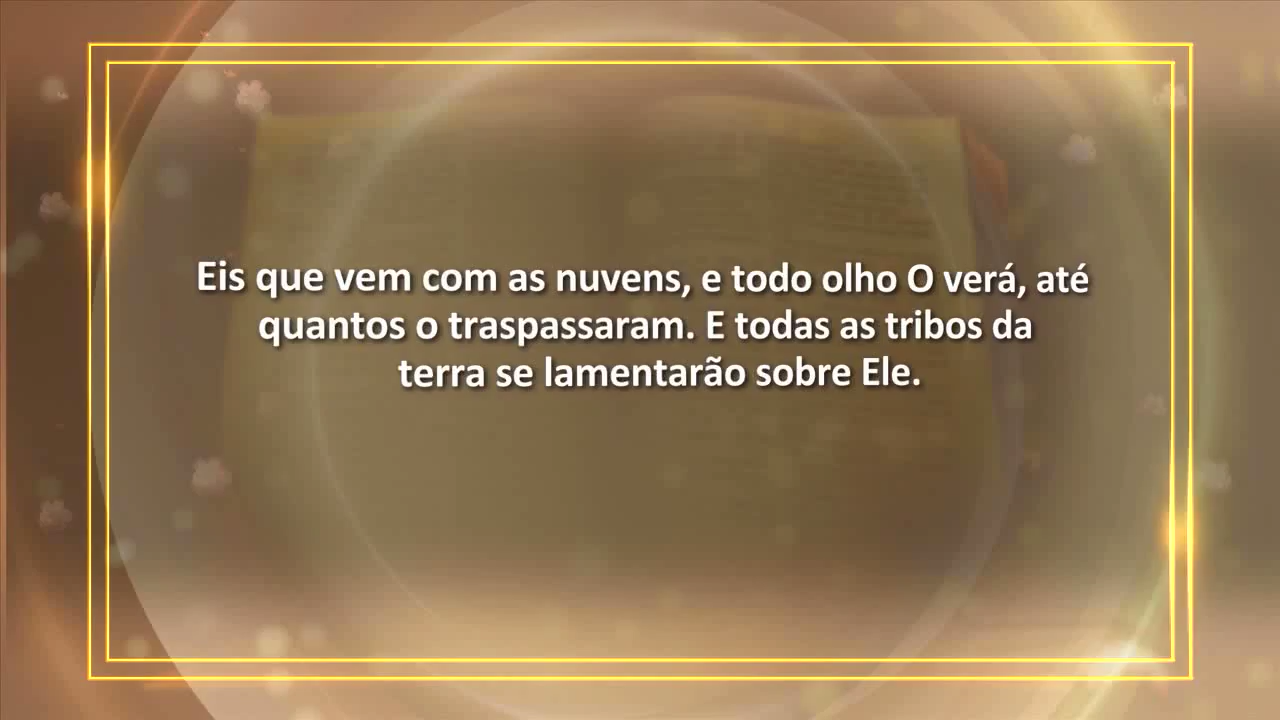 Eis que vem com as nuvens, e todo olho O verá, até
quantos o traspassaram. E todas as tribos da
terra se lamentarão sobre Ele.